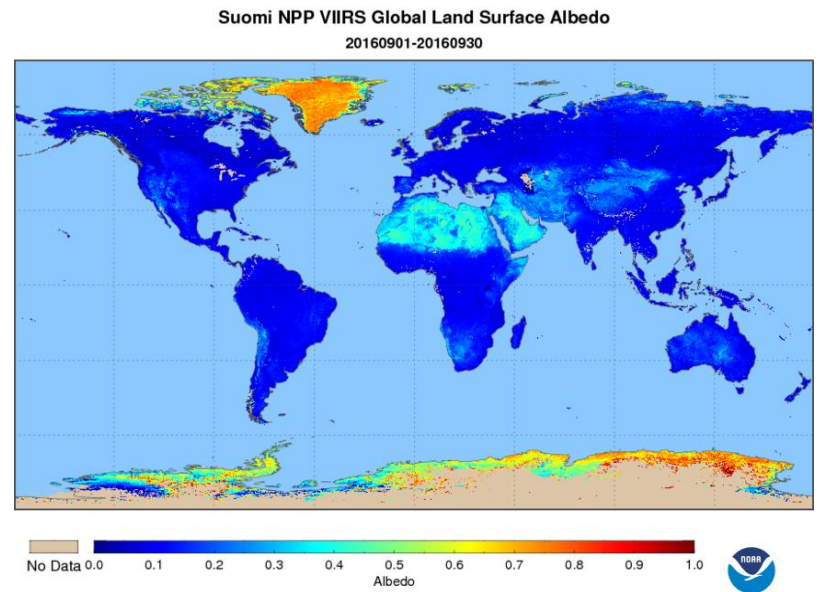 Suomi NPP VIIRS Global Land Surface Albedo
20160901-20160930
No Data 0.0 0.1 0.2 0.3 0.4 0.5 0.6 0.7 0.8 0.9 1.0
Albedo
NOAA